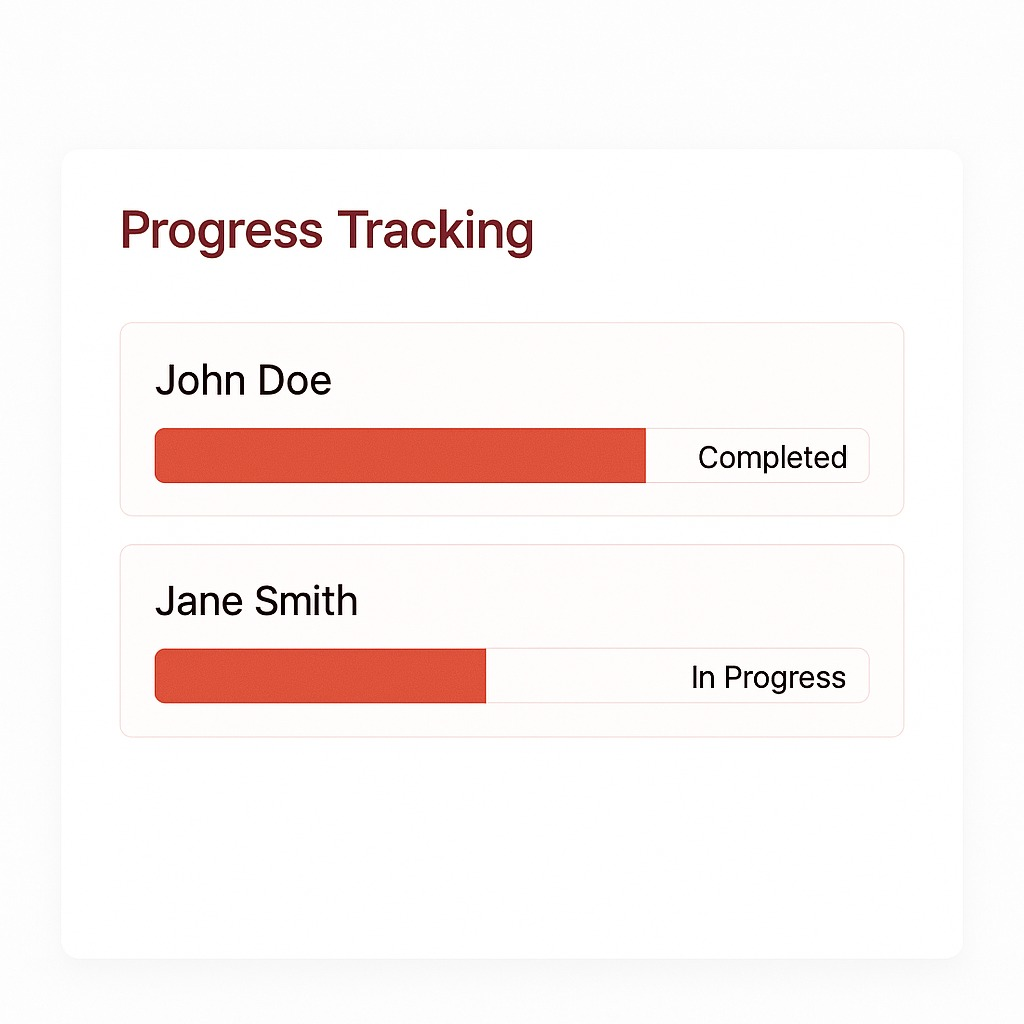 Progress Tracking
John Doe
Completed
Jane Smith
In Progress